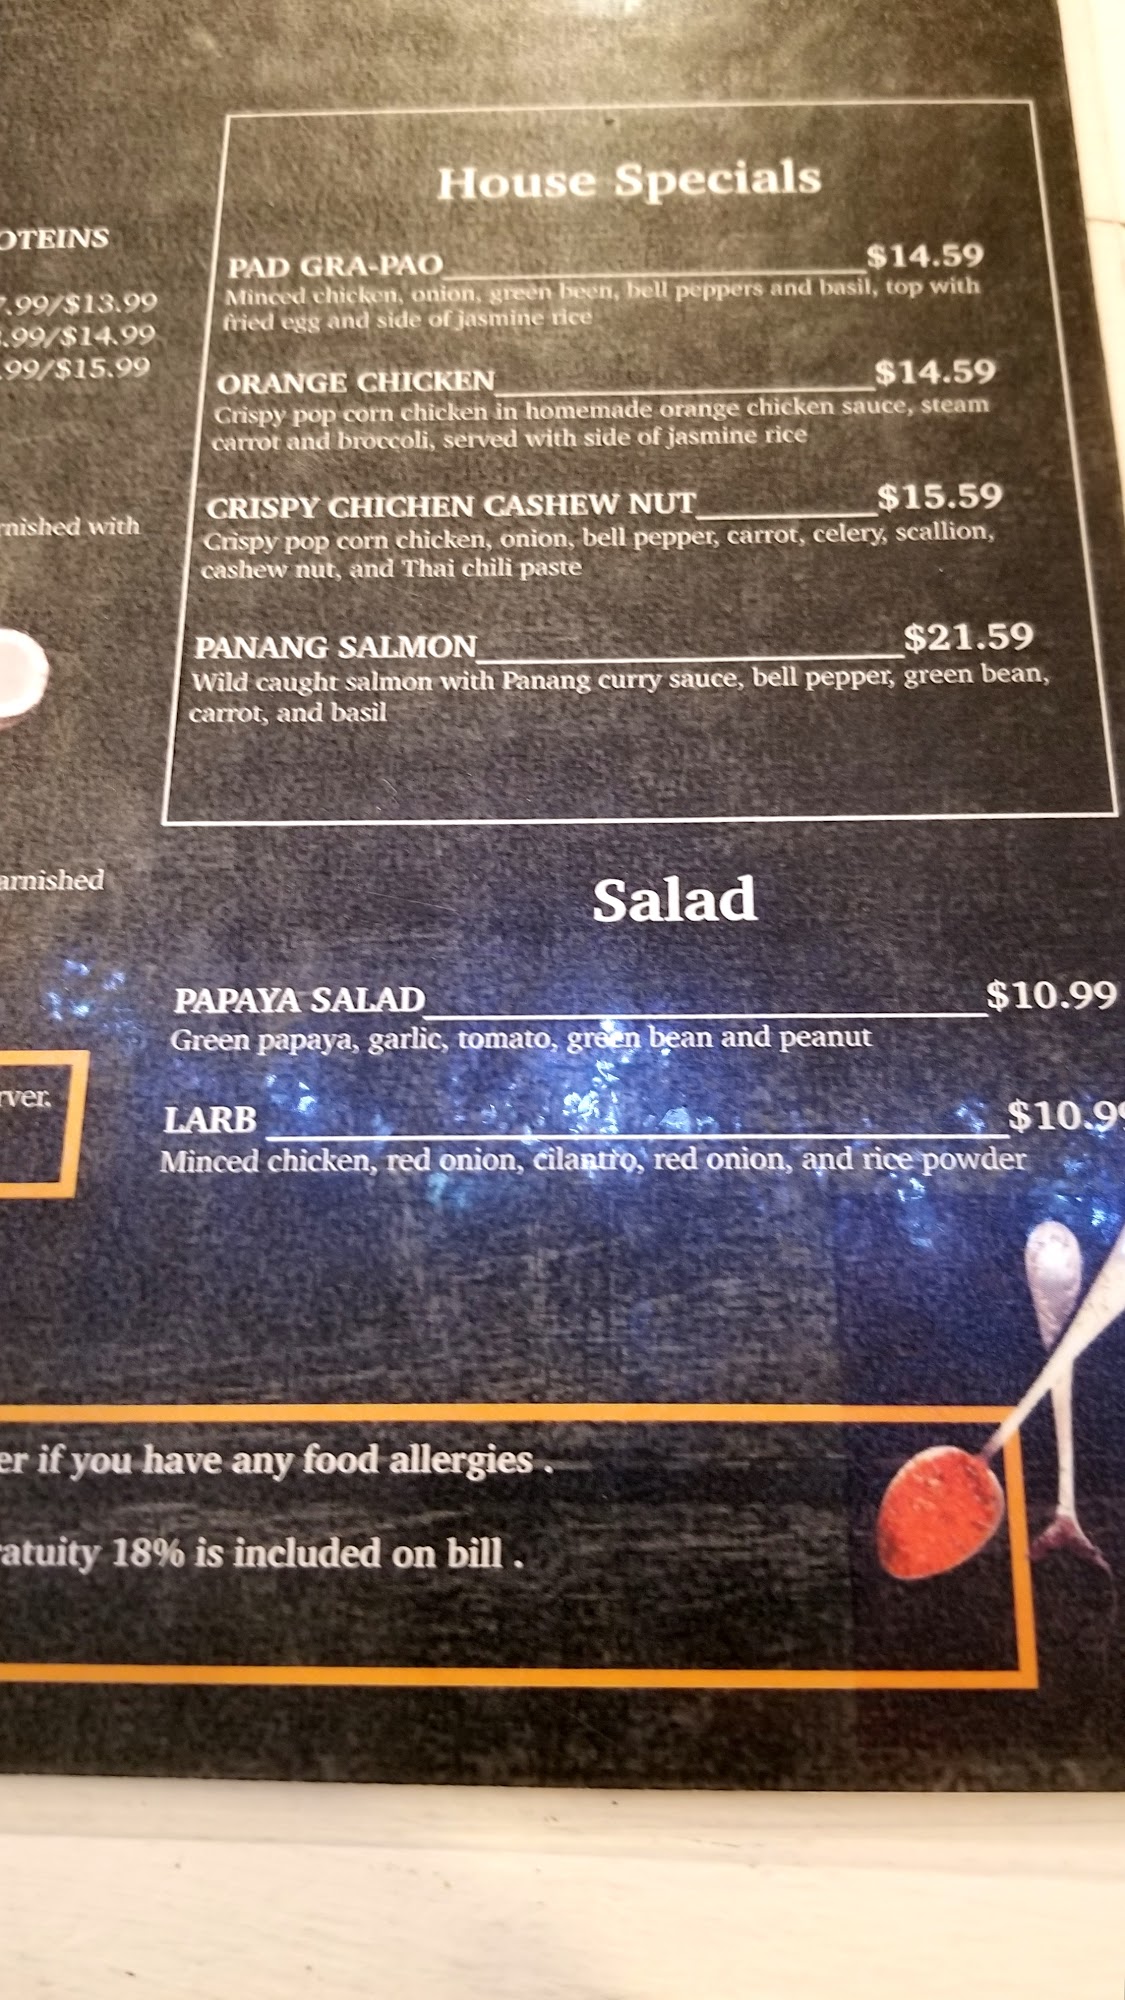 House Specials
PAD GRA-PAO $14.59
Minced chicken, onion, green been, bell peppers and basil, top with
fried egg and side of jasmine rice
ORANGE CHICKEN $14.59
Crispy pop corn chicken in homemade orange chicken sauce, steam
carrot and broccoli, served with side of jasmine rice
CRISPY CHICHEN CASHEW NUT $15.59
Crispy pop corn chicken, onion, bell pepper, carrot, celery, scallion,
cashew nut, and Thai chili paste
PANANG SALMON $21.59
Wild caught salmon with Panang curry sauce, bell pepper, green bean,
carrot, and basil
OTEINS
.99/$13.99
.99/$14.99
.99/$15.99
rnished with
arnished
rver.
Salad
PAPAYA SALAD $10.99
Green papaya, garlic, tomato, green bean and peanut
LARB $10.9
Minced chicken, red onion, cilantro, red onion, and rice powder
er if you have any food allergies .
atuity 18% is included on bill .